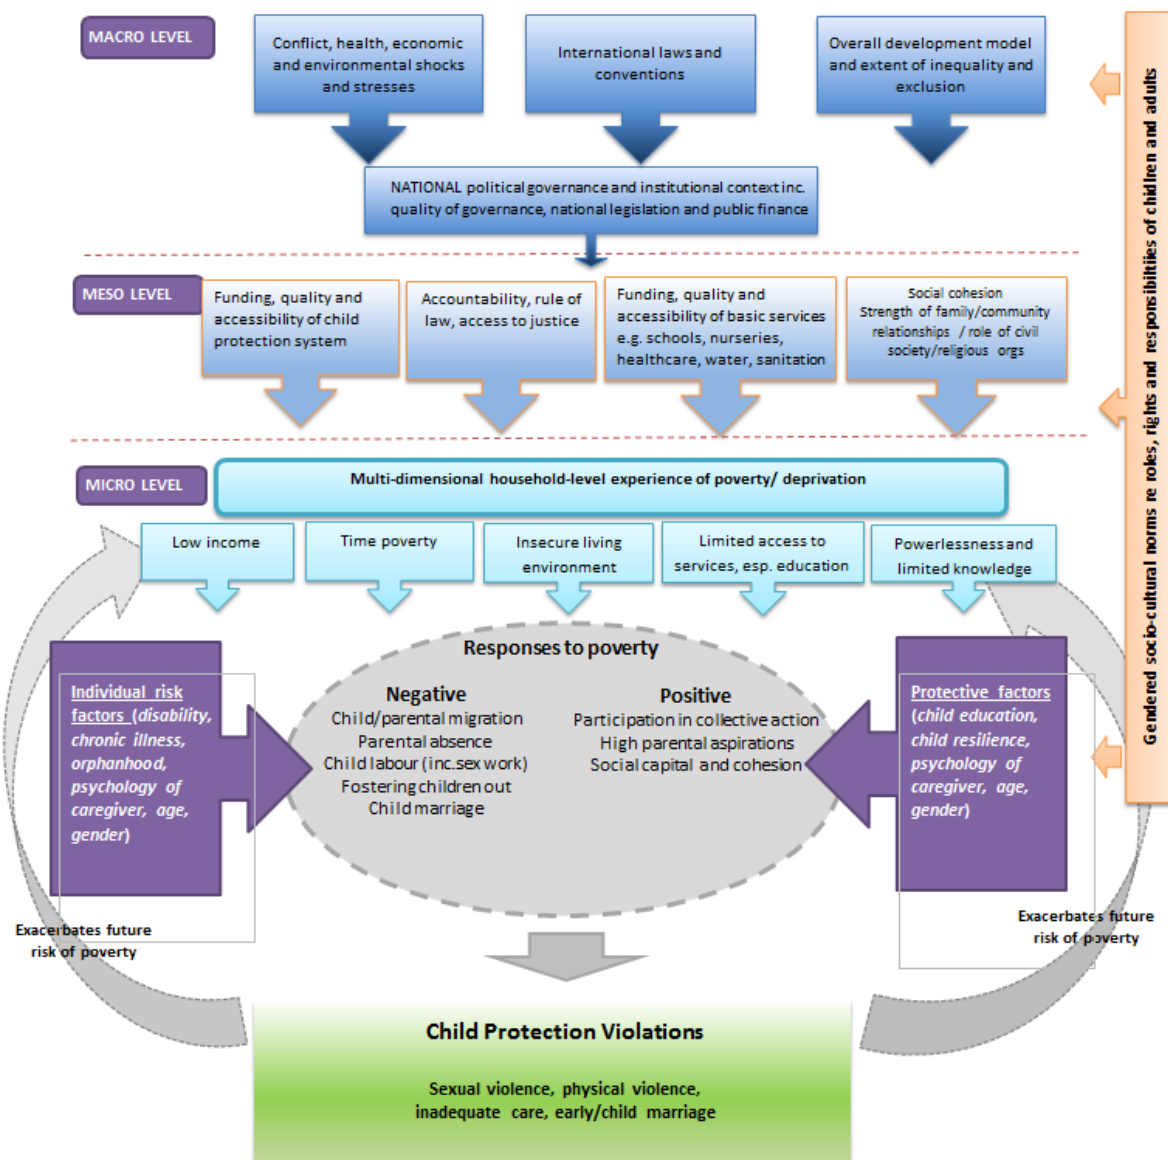 MACRO LEVEL
Conflict, health, economic
and environmental shocks
and stresses
International laws and
conventions
Overall development model
and extent of inequality and
exclusion
NATIONAL political governance and institutional context inc.
quality of governance, national legislation and public finance
MESO LEVEL
Funding, quality and
accessibility of child
protection system
Accountability, rule of
law, access to justice
Funding, quality and
accessibility of basic services
e.g. schools, nurseries,
healthcare, water, sanitation
Social cohesion
Strength of family/community
relationships / role of civil
society/religious orgs
MICRO LEVEL
Multi-dimensional household-level experience of poverty/ deprivation
Low income
Time poverty
Insecure living
environment
Limited access to
services, esp. education
Powerlessness and
limited knowledge
Responses to poverty
Negative
Child/parental migration
Parental absence
Child labour (inc.sex work)
Fostering children out
Child marriage
Positive
Participation in collective action
High parental aspirations
Social capital and cohesion
Individual risk
factors (disability,
chronic illness,
orphanhood,
psychology of
caregiver, age,
gender)
Protective factors
(child education,
child resilience,
psychology of
caregiver, age,
gender)
Exacerbates future
risk of poverty
Exacerbates future
risk of poverty
Child Protection Violations
Sexual violence, physical violence,
inadequate care, early/child marriage
Gendered socio-cultural norms re roles, rights and responsibiltiies of chidlren and adults